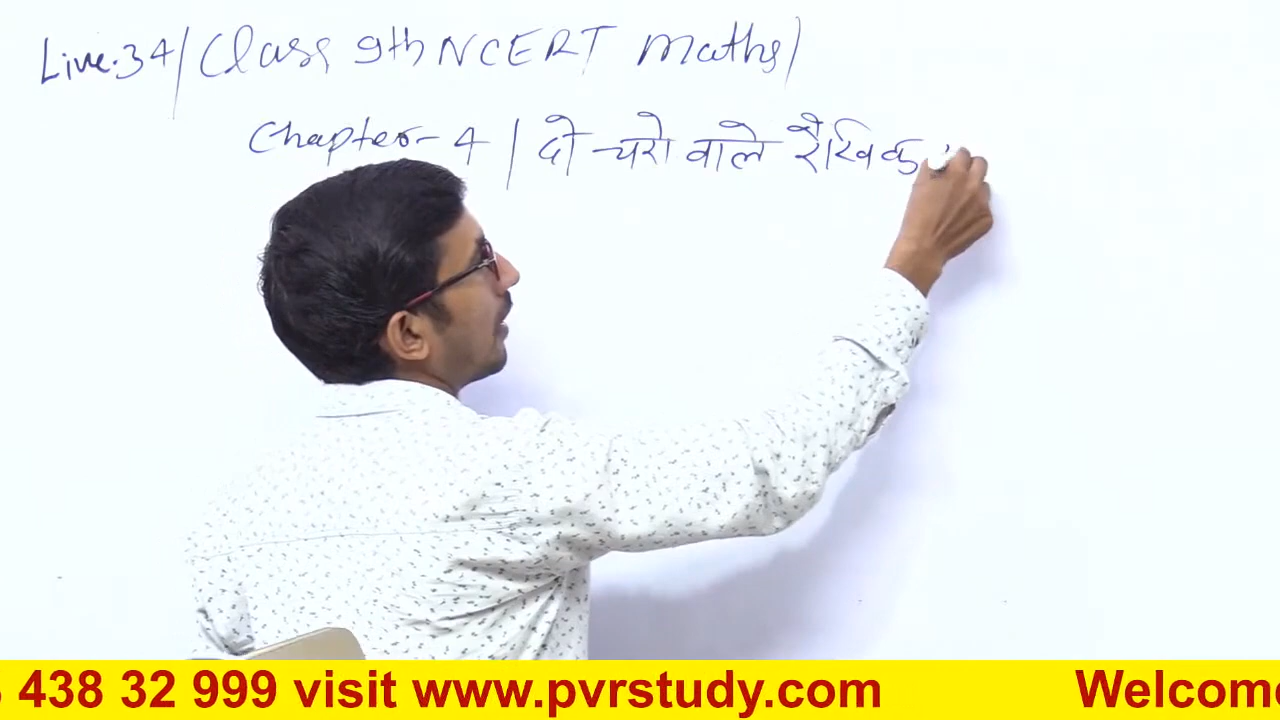 Live.34/Class 9th NCERT Maths/
Chapter-4 | दो चरो वाले रैखिक
438 32 999 visit www.pvrstudy.com Welcome